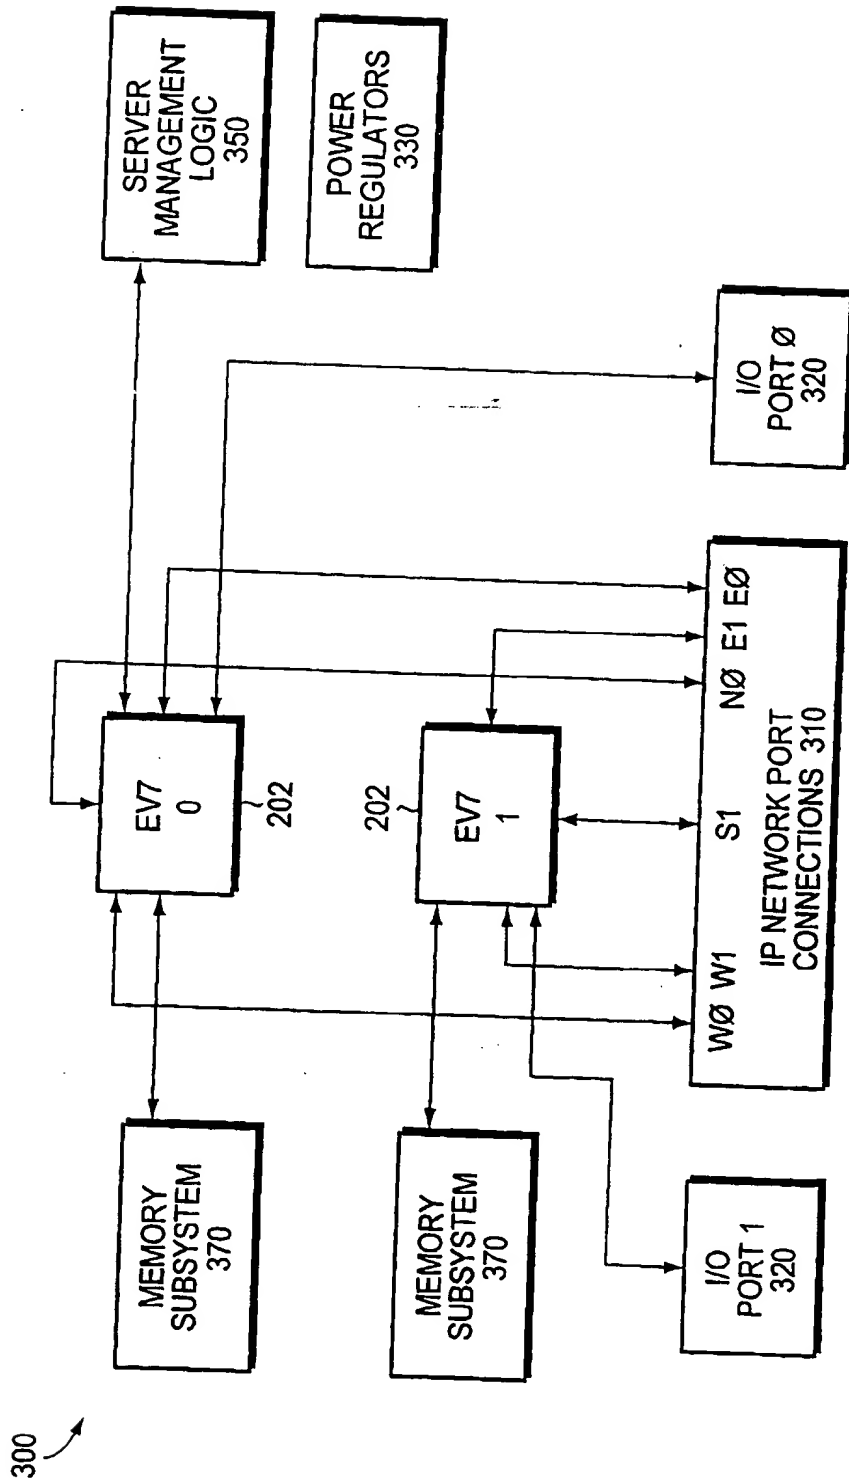 300
MEMORY
SUBSYSTEM
370
EV7
0
202
SERVER
MANAGEMENT
LOGIC
350
MEMORY
SUBSYSTEM
370
202
EV7
1
POWER
REGULATORS
330
I/O
PORT 1
320
WØ W1 S1 NØ E1 EØ
IP NETWORK PORT
CONNECTIONS 310
I/O
PORT Ø
320